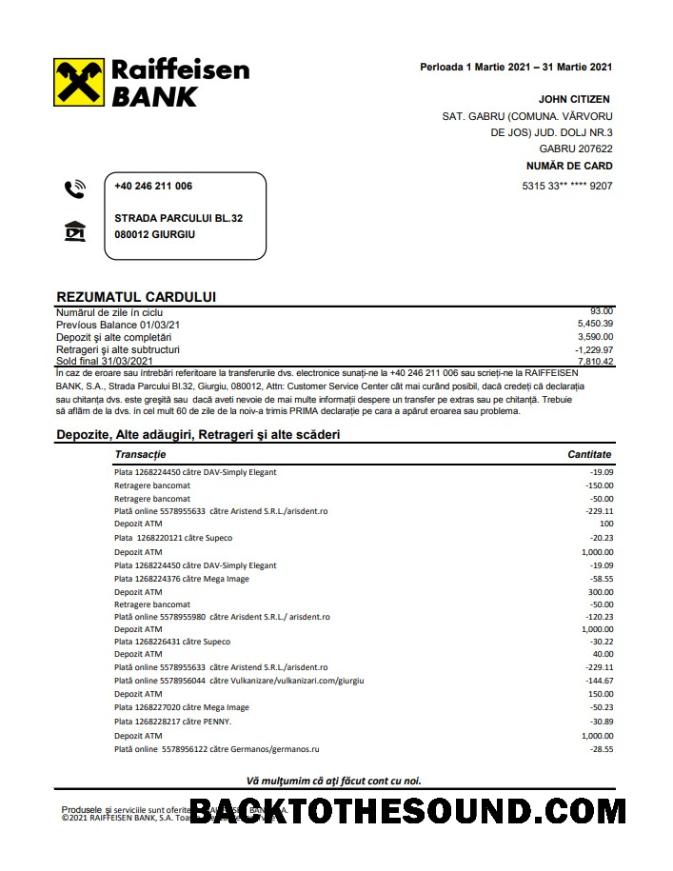 Raiffeisen
BANK
Perloada 1 Martie 2021 – 31 Martie 2021
JOHN CITIZEN
SAT. GABRU (COMUNA. VÂRVORU
DE JOS) JUD. DOLJ NR.3
GABRU 207622
NUMĂR DE CARD
5315 33** **** 9207
+40 246 211 006
STRADA PARCULUI BL.32
080012 GIURGIU
REZUMATUL CARDULUI
Numărul de zile în ciclu 93.00
Previous Balance 01/03/21 5,450.39
Depozit şi alte completări 3,590.00
Retrageri şi alte subtructuri -1,229.97
Sold final 31/03/2021 7,810.42
În caz de eroare sau întrebări referitoare la transferurile dvs. electronice sunați-ne la +40 246 211 006 sau scrieți-ne la RAIFFEISEN
BANK, S.A., Strada Parcului Bl.32, Giurgiu, 080012, Attn: Customer Service Center cât mai curând posibil, dacă credeți că declarația
sau chitanța dvs. este greşită sau dacă aveti nevoie de mai multe informații despere un transfer pe extras sau pe chitanță. Trebuie
să aflăm de la dvs. în cel mult 60 de zile de la noiv-a trimis PRIMA declarație pe cara a apărut eroarea sau problema.
Depozite, Alte adăugiri, Retrageri şi alte scăderi
Transacție Cantitate
Plata 1268224450 către DAV-Simply Elegant -19.09
Retragere bancomat -150.00
Retragere bancomat -50.00
Plată online 5578955633 către Aristend S.R.L./arisdent.ro -229.11
Depozit ATM 100
Plata 1268220121 către Supeco -20.23
Depozit ATM 1,000.00
Plata 1268224450 către DAV-Simply Elegant -19.09
Plata 1268224376 către Mega Image -58.55
Depozit ATM 300.00
Retragere bancomat -50.00
Plată online 5578955980 către Arisdent S.R.L./ arisdent.ro -120.23
Depozit ATM 1,000.00
Plata 1268226431 către Supeco -30.22
Depozit ATM 40.00
Plată online 5578955633 către Aristend S.R.L./arisdent.ro -229.11
Plată online 5578956044 către Vulkanizare/vulkanizari.com/giurgiu -144.67
Depozit ATM 150.00
Plata 1268227020 către Mega Image -50.23
Plata 1268228217 către PENNY. -30.89
Depozit ATM 1,000.00
Plată online 5578956122 către Germanos/germanos.ru -28.55
Vă mulţumim că aţi făcut cont cu noi.
Produsele şi serviciile sunt oferite
©2021 RAIFFEISEN BANK, S.A.
BACKTOTHESOUND.COM